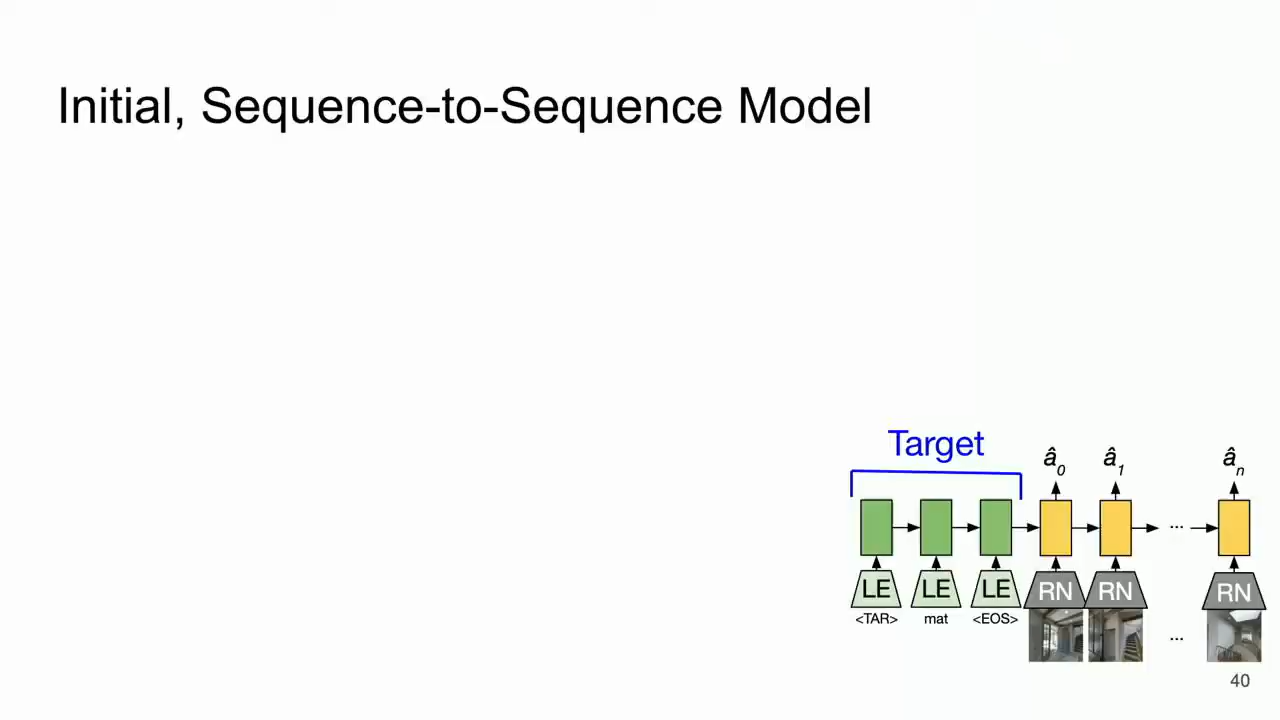 Initial, Sequence-to-Sequence Model
Target
â0 â1 ân
... 
LE LE LE RN RN RN
<TAR> mat <EOS>
...
40